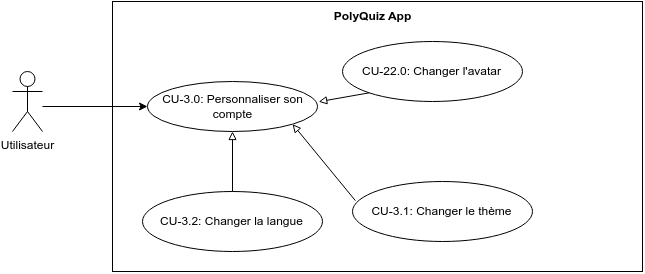 PolyQuiz App
CU-22.0: Changer l'avatar
CU-3.0: Personnaliser son
compte
Utilisateur
CU-3.2: Changer la langue
CU-3.1: Changer le thème